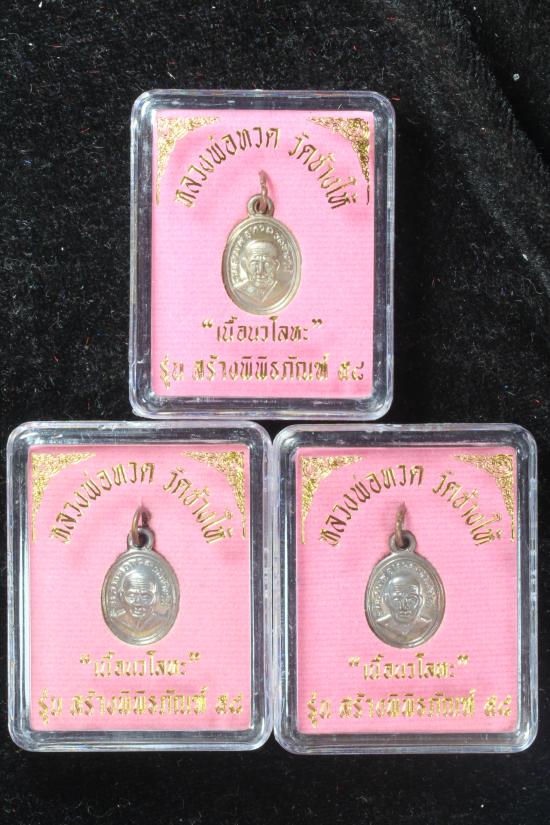 หลวงพ่อทวด วัดช้างให้
“เนื้อนวโลหะ”
รุ่น สร้างพิพิธภัณฑ์ ๕๘
หลวงพ่อทวด วัดช้างให้
“เนื้อนวโลหะ”
รุ่น สร้างพิพิธภัณฑ์ ๕๘
หลวงพ่อทวด วัดช้างให้
“เนื้อนวโลหะ”
รุ่น สร้างพิพิธภัณฑ์ ๕๘